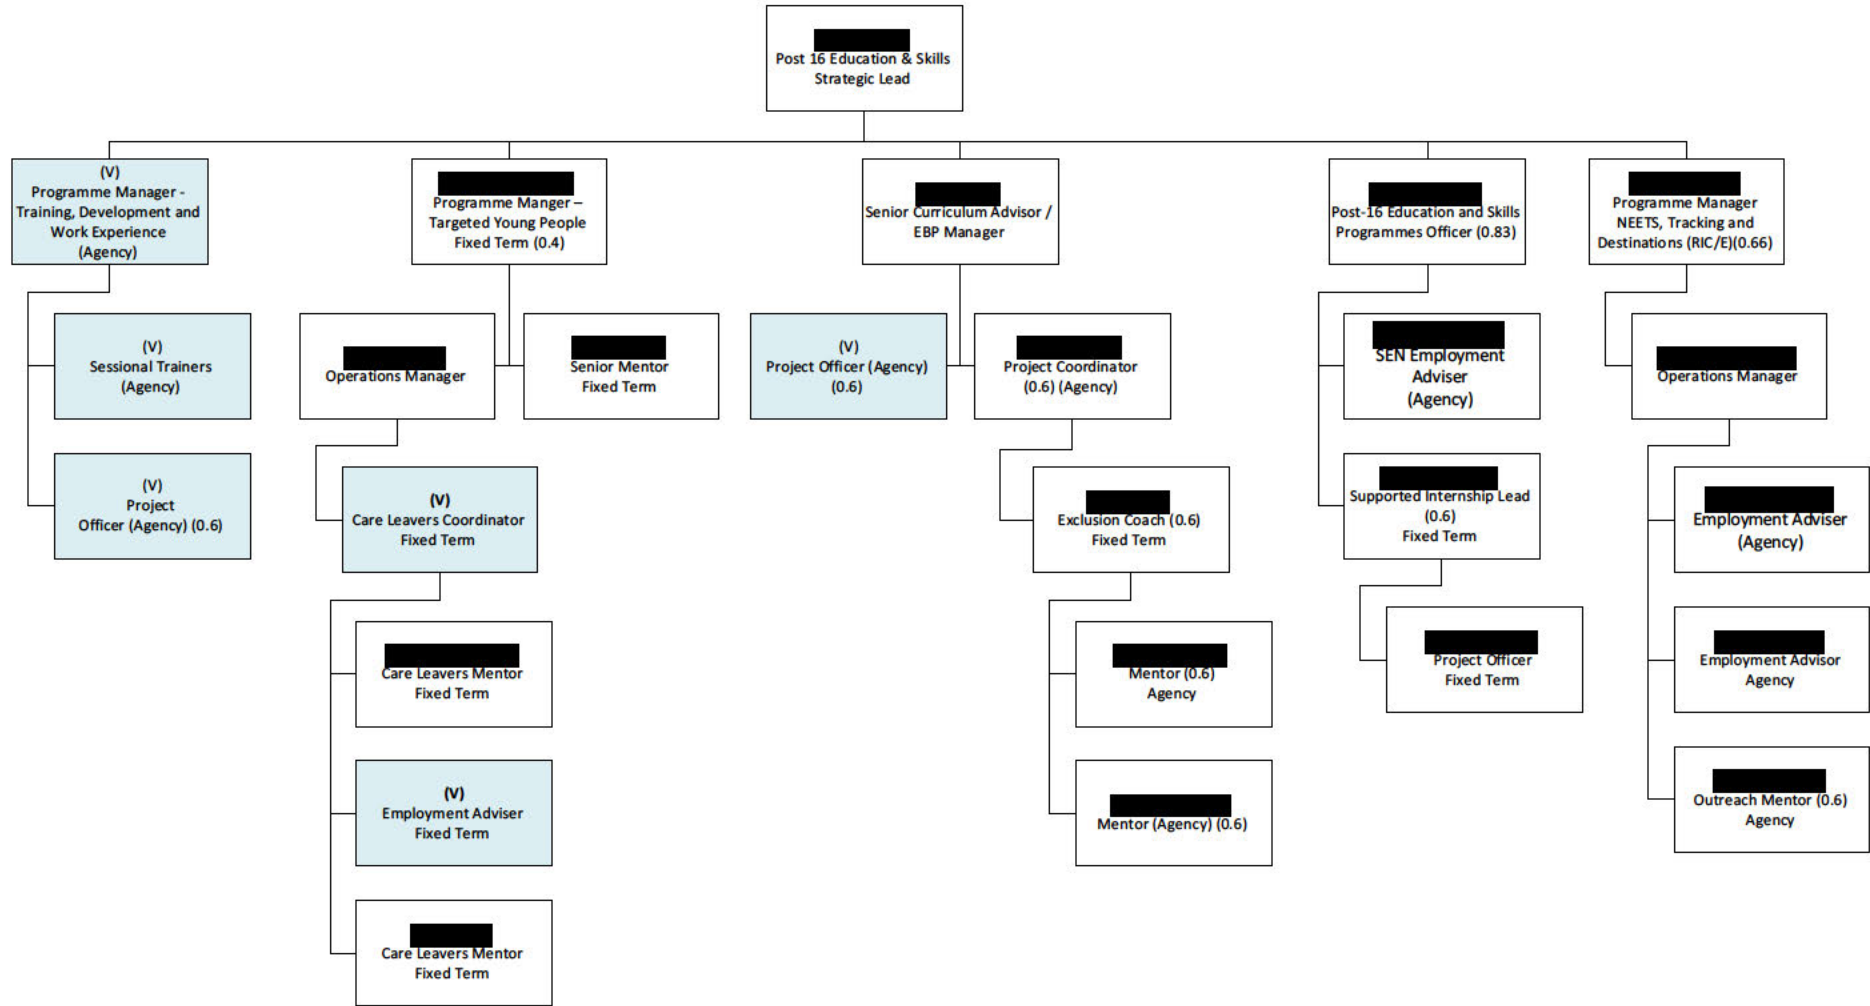 Post 16 Education & Skills
Strategic Lead
(V)
Programme Manager -
Training, Development and
Work Experience
(Agency)
Programme Manger –
Targeted Young People
Fixed Term (0.4)
Senior Curriculum Advisor /
EBP Manager
Post-16 Education and Skills
Programmes Officer (0.83)
Programme Manager
NEETS, Tracking and
Destinations (RIC/E)(0.66)
(V)
Sessional Trainers
(Agency)
Operations Manager
Senior Mentor
Fixed Term
(V)
Project Officer (Agency)
(0.6)
Project Coordinator
(0.6) (Agency)
SEN Employment
Adviser
(Agency)
Operations Manager
(V)
Project
Officer (Agency) (0.6)
(V)
Care Leavers Coordinator
Fixed Term
Exclusion Coach (0.6)
Fixed Term
Supported Internship Lead
(0.6)
Fixed Term
Employment Adviser
(Agency)
Care Leavers Mentor
Fixed Term
Mentor (0.6)
Agency
Project Officer
Fixed Term
Employment Advisor
Agency
(V)
Employment Adviser
Fixed Term
Mentor (Agency) (0.6)
Outreach Mentor (0.6)
Agency
Care Leavers Mentor
Fixed Term